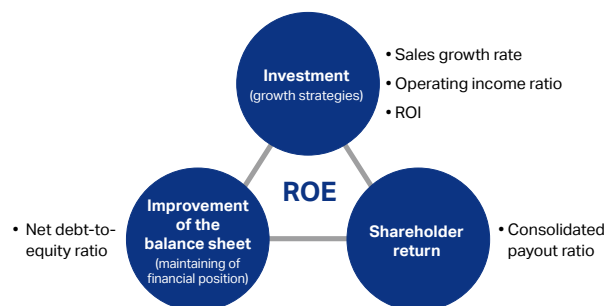 Investment
(growth strategies)
• Sales growth rate
• Operating income ratio
• ROI
ROE
Improvement
of the
balance sheet
(maintaining of
financial position)
• Net debt-to-
equity ratio
Shareholder
return
• Consolidated
payout ratio